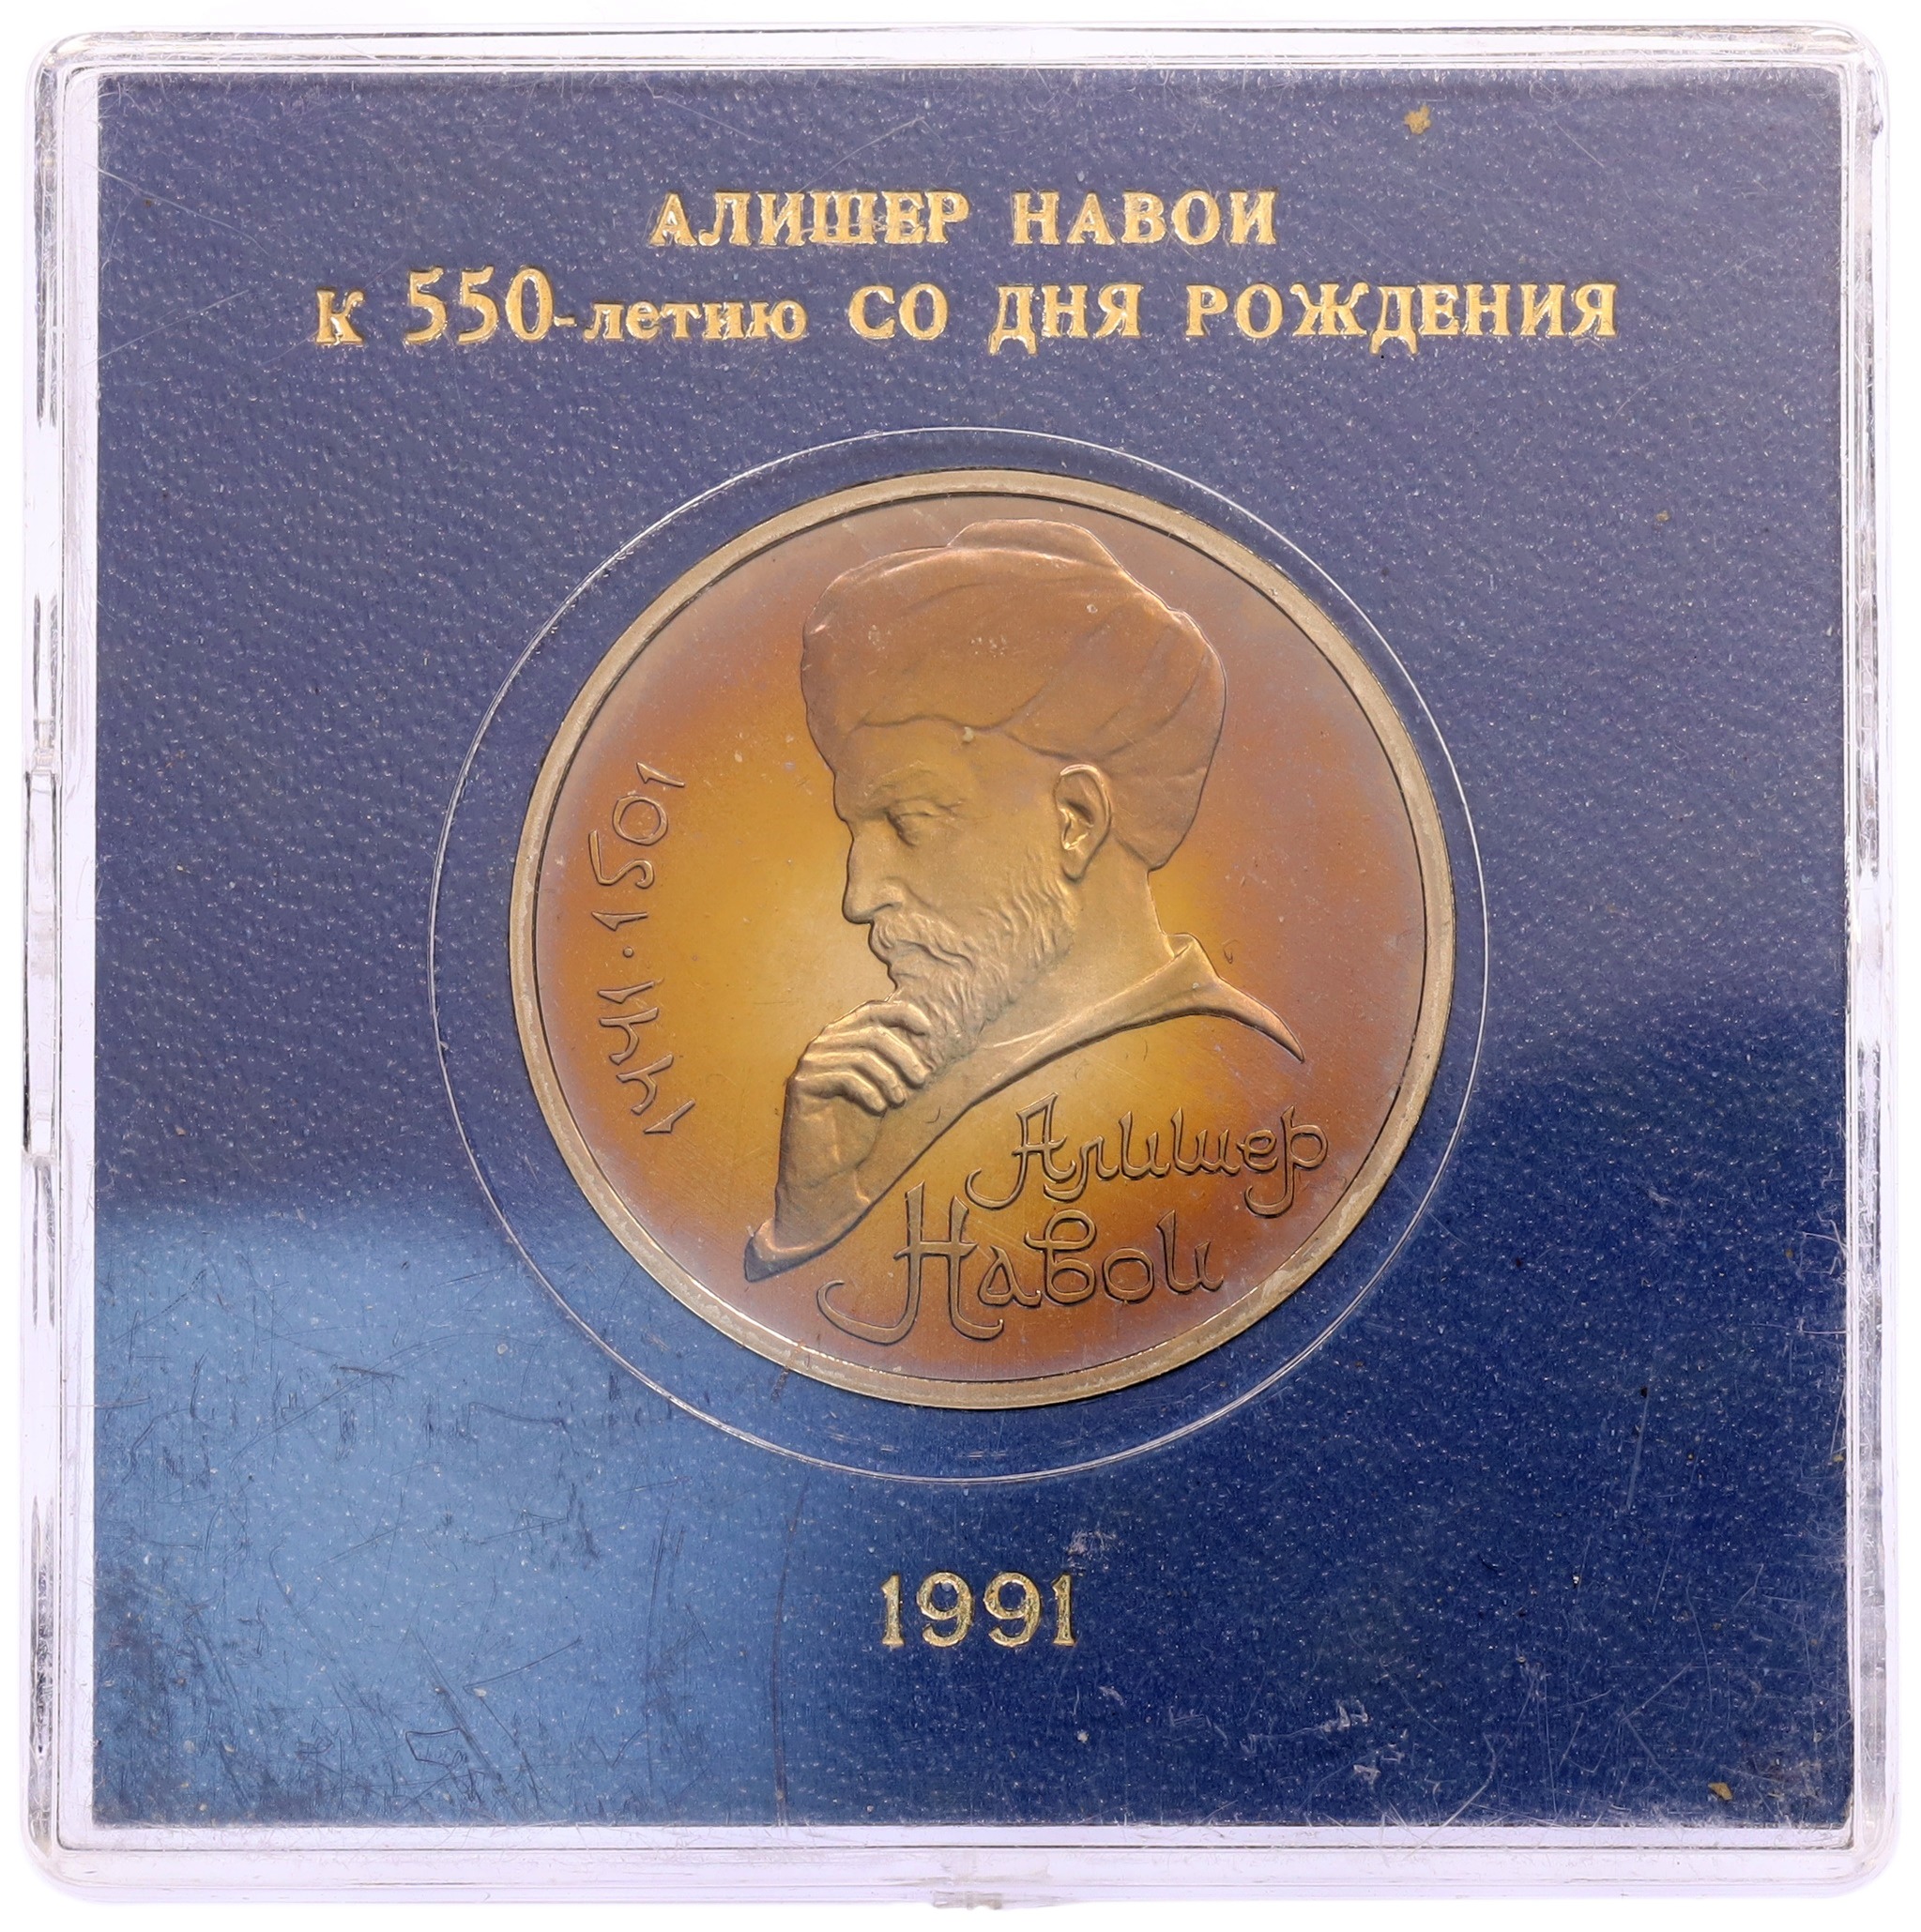 АЛИШЕР НАВОИ
К 550-летию СО ДНЯ РОЖДЕНИЯ
1441·1501
Алишер
Навои
1991